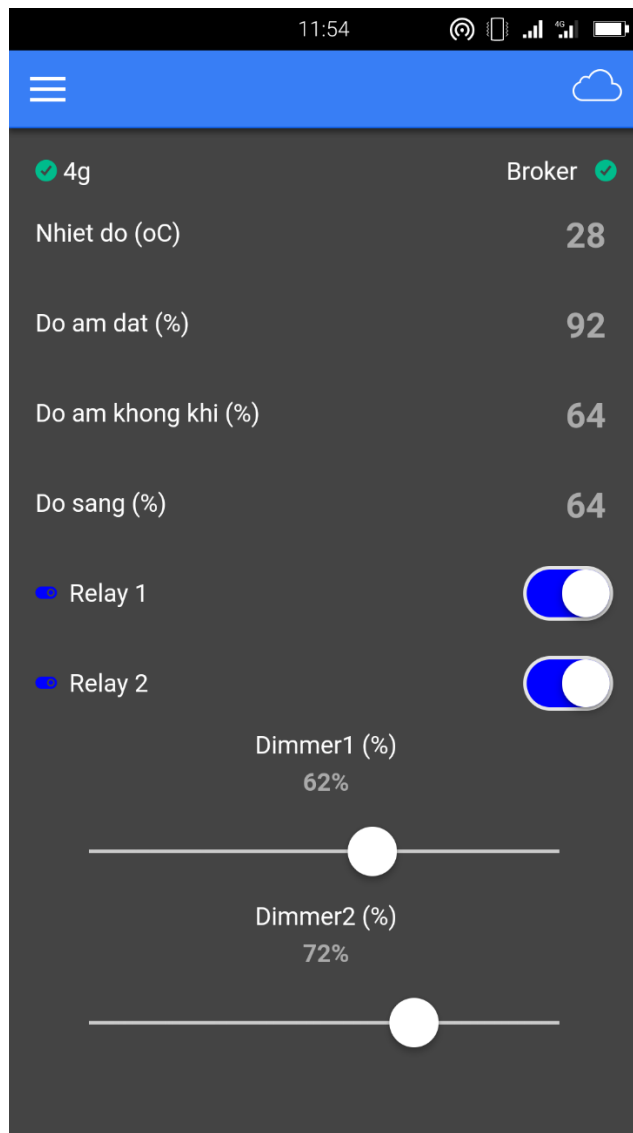 11:54
4G
4g Broker
Nhiet do (oC) 28
Do am dat (%) 92
Do am khong khi (%) 64
Do sang (%) 64
Relay 1
Relay 2
Dimmer1 (%)
62%
Dimmer2 (%)
72%